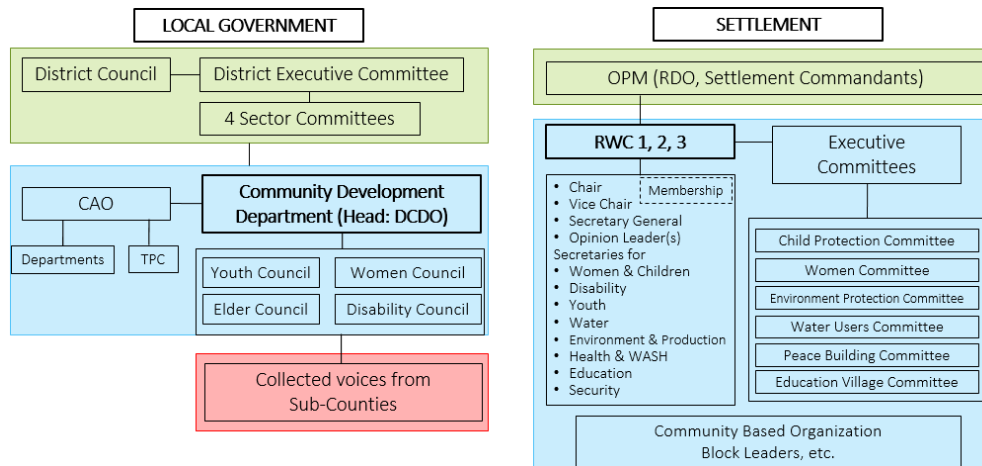 LOCAL GOVERNMENT
District Council
District Executive Committee
4 Sector Committees
CAO
Community Development
Department (Head: DCDO)
Departments
TPC
Youth Council
Women Council
Elder Council
Disability Council
Collected voices from
Sub-Counties
SETTLEMENT
OPM (RDO, Settlement Commandants)
RWC 1, 2, 3
Executive
Committees
Membership
• Chair
• Vice Chair
• Secretary General
• Opinion Leader(s)
Secretaries for
• Women & Children
• Disability
• Youth
• Water
• Environment & Production
• Health & WASH
• Education
• Security
Child Protection Committee
Women Committee
Environment Protection Committee
Water Users Committee
Peace Building Committee
Education Village Committee
Community Based Organization
Block Leaders, etc.